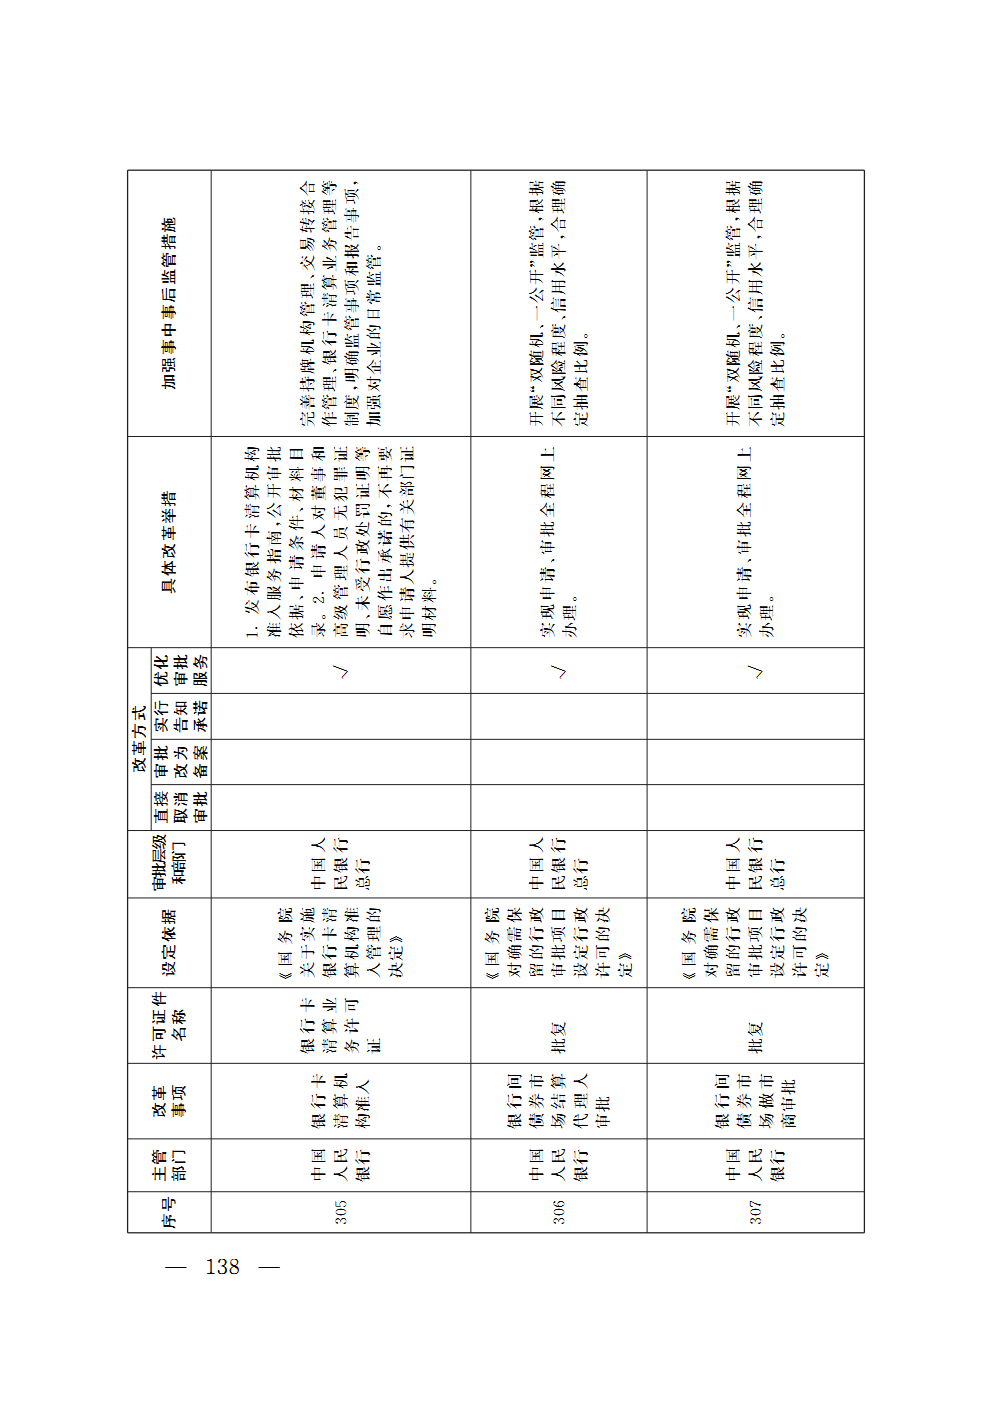 序号
主管
部门
改革
事项
许可证件
名称
设定依据
审批层级
和部门
改革方式
直接
取消
审批
审批
改为
备案
实行
告知
承诺
优化
审批
服务
具体改革举措
加强事中事后监管措施
305
中国
人民
银行
银行卡
清算机
构准入
银行卡
清算业
务许可
证
《国务院
关于实施
银行卡清
算机构准
入管理的
决定》
中国人
民银行
总行
√
1. 发布银行卡清算机构
准入服务指南,公开审批
依据、申请条件、材料目
录。2. 申请人对董事和
高级管理人员无犯罪证
明、未受行政处罚证明等
自愿作出承诺的,不再要
求申请人提供有关部门证
明材料。
完善持牌机构管理、交易转接合
作管理、银行卡清算业务管理等
制度,明确监管事项和报告事项,
加强对企业的日常监管。
306
中国
人民
银行
银行间
债券市
场结算
代理人
审批
批复
《国务院
对确需保
留的行政
审批项目
设定行政
许可的决
定》
中国人
民银行
总行
√
实现申请、审批全程网上
办理。
开展“双随机、一公开”监管,根据
不同风险程度、信用水平,合理确
定抽查比例。
307
中国
人民
银行
银行间
债券市
场做市
商审批
批复
《国务院
对确需保
留的行政
审批项目
设定行政
许可的决
定》
中国人
民银行
总行
√
实现申请、审批全程网上
办理。
开展“双随机、一公开”监管,根据
不同风险程度、信用水平,合理确
定抽查比例。
— 138 —